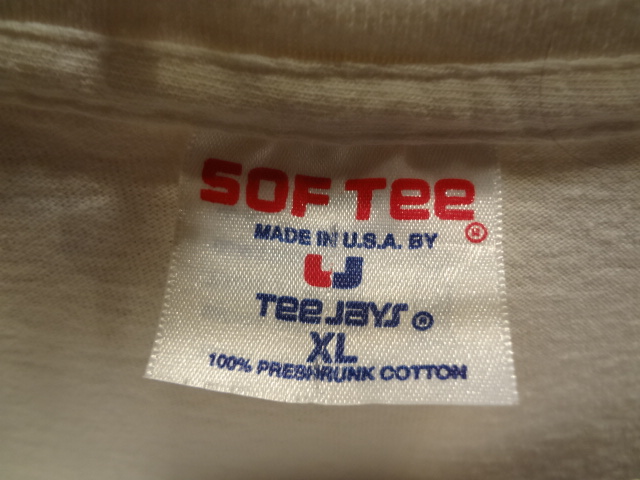 SOF TEE ®
MADE IN U.S.A. BY
TEE JAYS ®
XL
100% PRESHRUNK COTTON